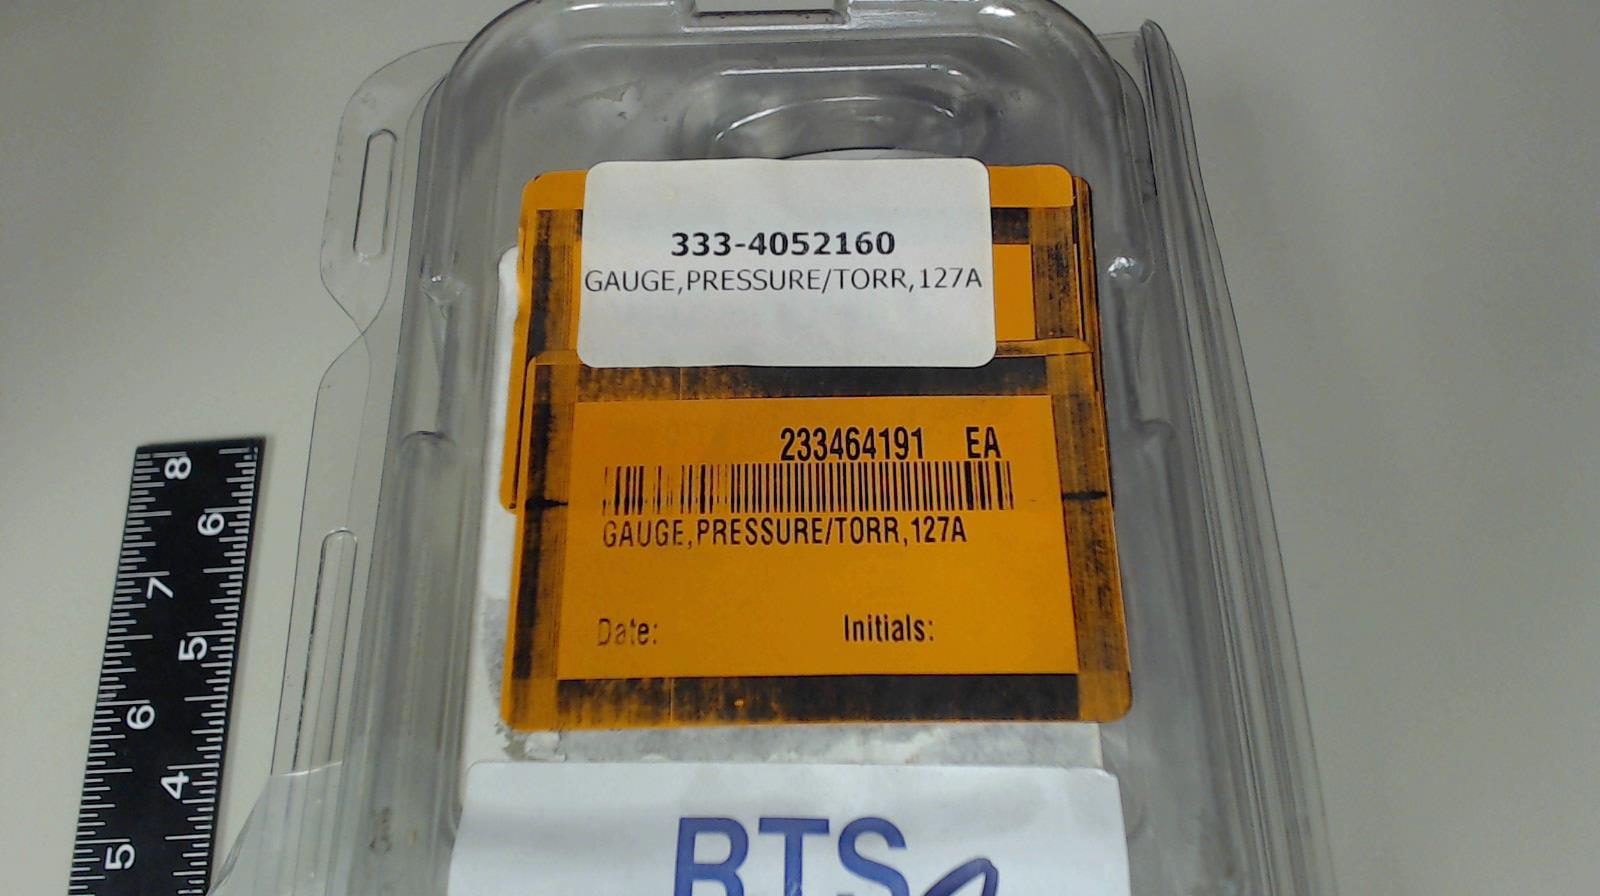 333-4052160
GAUGE,PRESSURE/TORR,127A
233464191 EA
GAUGE,PRESSURE/TORR,127A
Date: Initials:
BTS
8
7
6
5
6
5
4